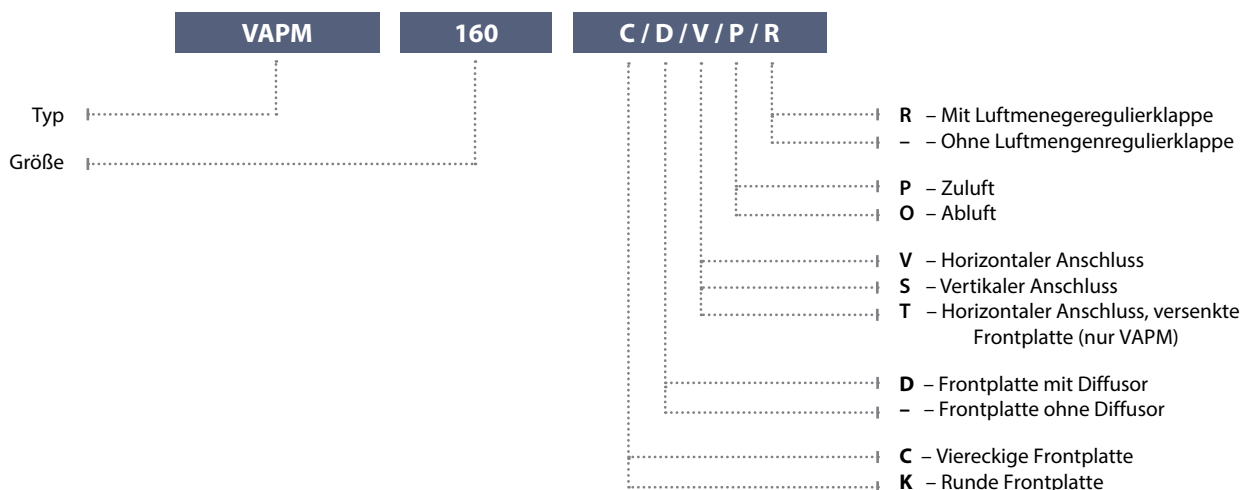 VAPM 160 C / D / V / P / R
Typ
Größe
R – Mit Luftmenegeregulierklappe
– – Ohne Luftmengenregulierklappe
P – Zuluft
O – Abluft
V – Horizontaler Anschluss
S – Vertikaler Anschluss
T – Horizontaler Anschluss, versenkte
Frontplatte (nur VAPM)
D – Frontplatte mit Diffusor
– – Frontplatte ohne Diffusor
C – Viereckige Frontplatte
K – Runde Frontplatte